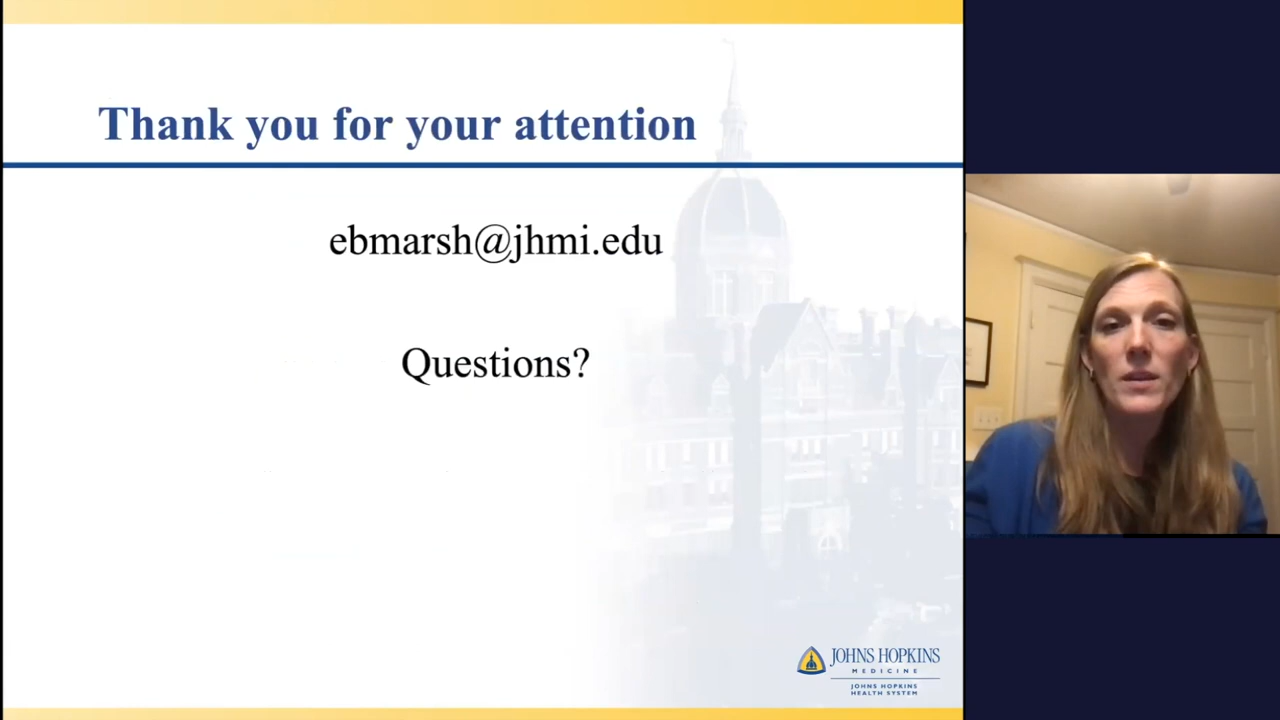 Thank you for your attention
ebmarsh@jhmi.edu
Questions?
JOHNS HOPKINS
MEDICINE
JOHNS HOPKINS
HEALTH SYSTEM